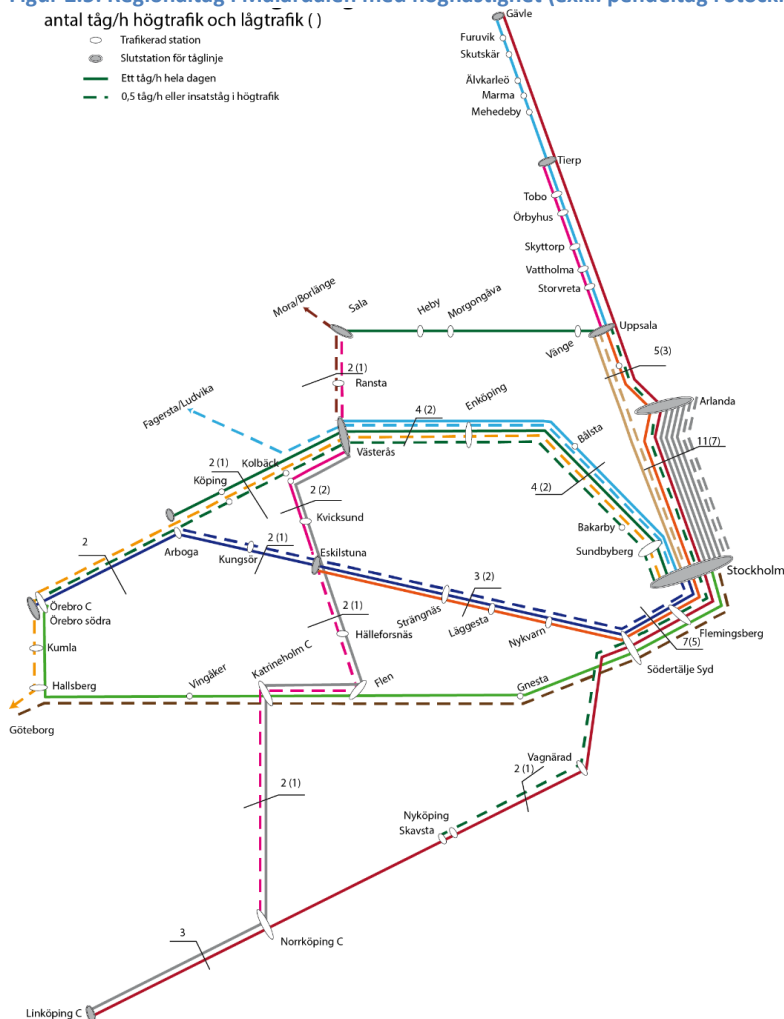 antal tåg/h högtrafik och lågtrafik ( )
Trafikerad station
Slutstation för tåglinje
Ett tåg/h hela dagen
0,5 tåg/h eller insatståg i högtrafik
Gävle
Furuvik
Skutskär
Älvkarleö
Marma
Mehedeby
Tierp
Tobo
Örbyhus
Skyttorp
Vattholma
Storvreta
Mora/Borlänge
Sala
Heby
Morgongåva
Vänge
Uppsala
5(3)
2 (1)
Ransta
Arlanda
Fagersta/Ludvika
Enköping
4 (2)
Bålsta
11(7)
Västerås
2 (1)
Kolbäck
Köping
2 (2)
4 (2)
Kvicksund
Bakarby
Sundbyberg
2
Arboga
Kungsör
2 (1)
Eskilstuna
Stockholm
3 (2)
Örebro C
Örebro södra
Strängnäs
Läggesta
Nykvarn
2 (1)
Hälleforsnäs
Flemingsberg
7(5)
Kumla
Katrineholm C
Södertälje Syd
Hallsberg
Vingåker
Flen
Gnesta
Göteborg
Vagnärad
2 (1)
2 (1)
Nyköping
Skavsta
3
Norrköping C
Linköping C